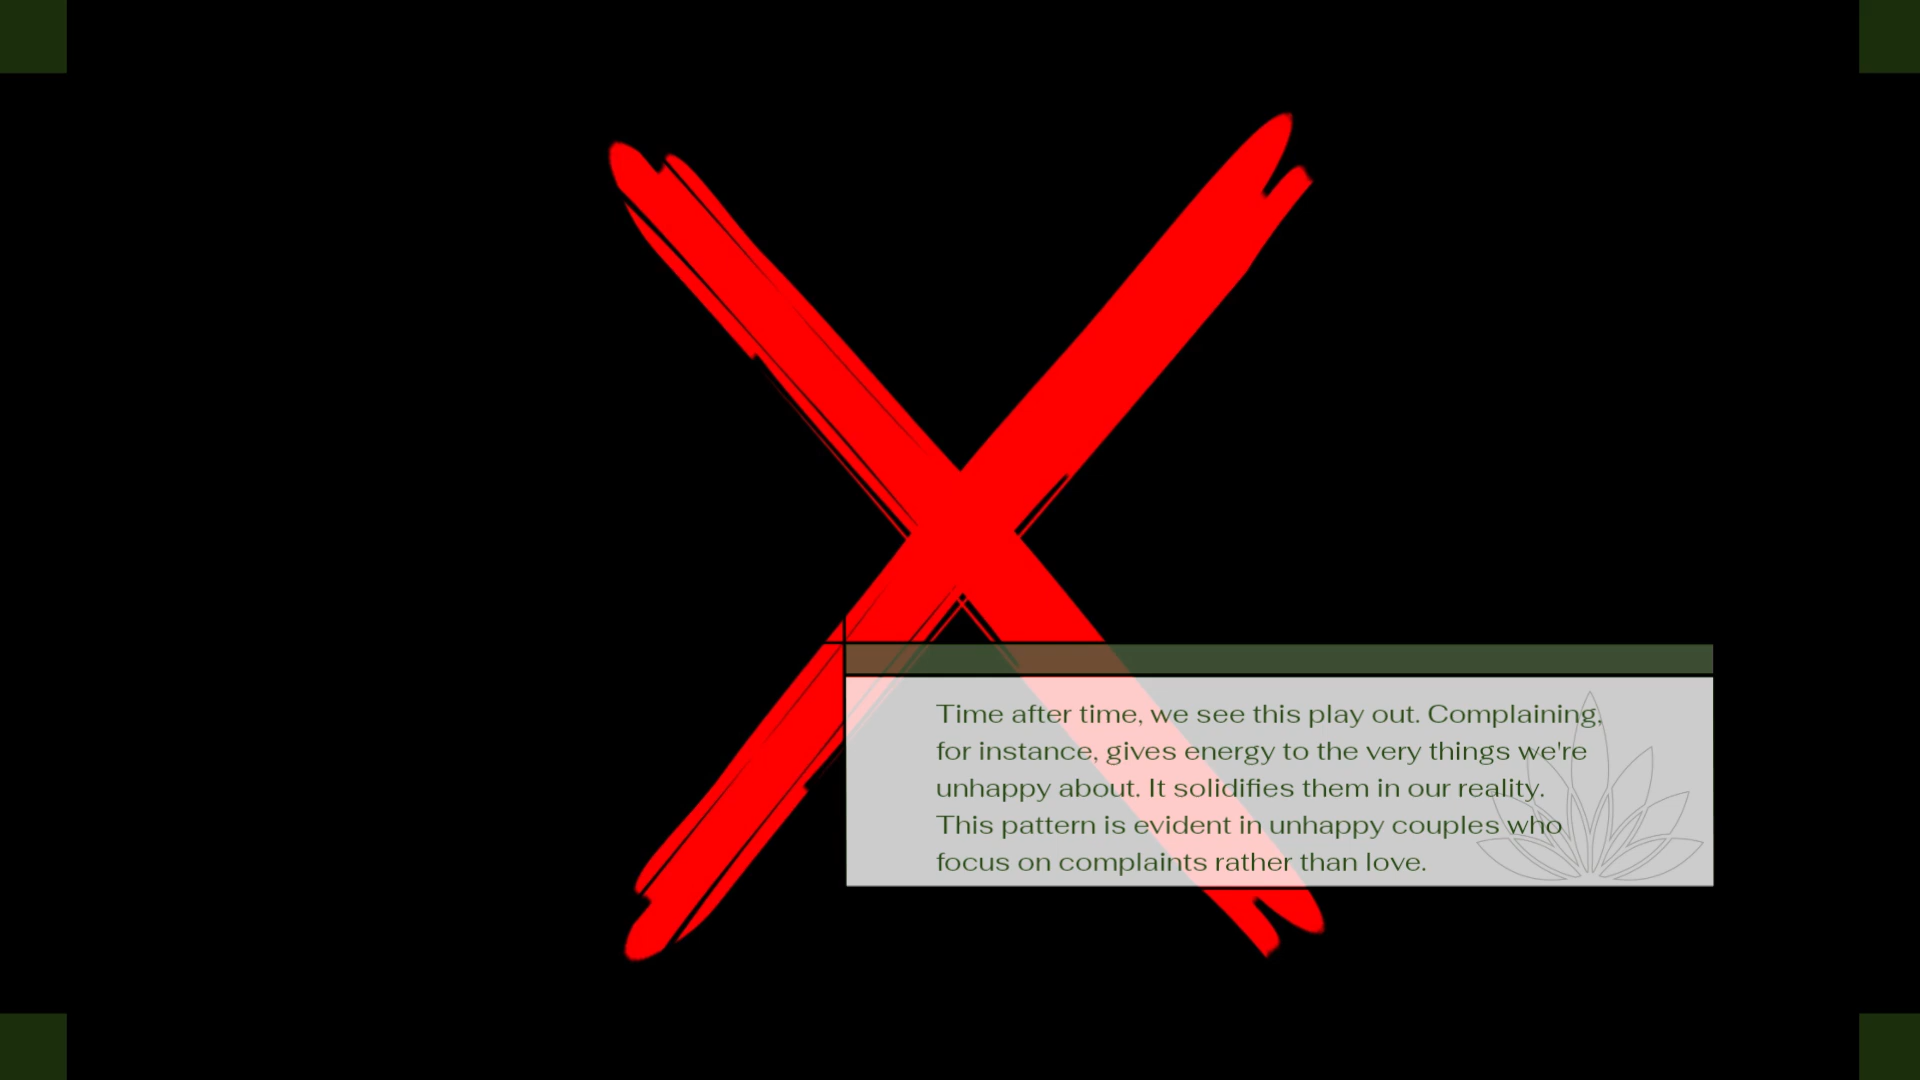 Time after time, we see this play out. Complaining,
for instance, gives energy to the very things we're
unhappy about. It solidifies them in our reality.
This pattern is evident in unhappy couples who
focus on complaints rather than love.